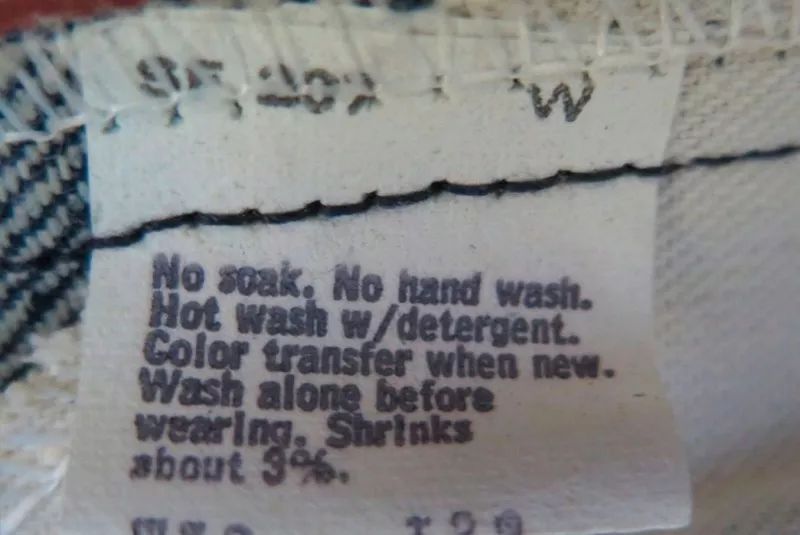 W
No soak. No hand wash.
Hot wash w/detergent.
Color transfer when new.
Wash alone before
wearing. Shrinks
about 3%.